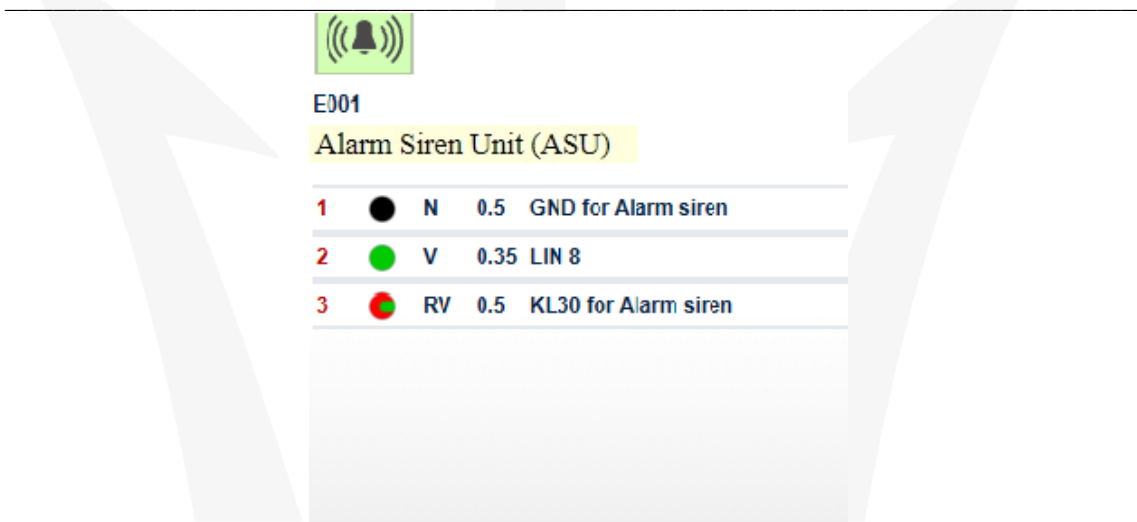 E001
Alarm Siren Unit (ASU)
1 N 0.5 GND for Alarm siren
2 V 0.35 LIN 8
3 RV 0.5 KL30 for Alarm siren